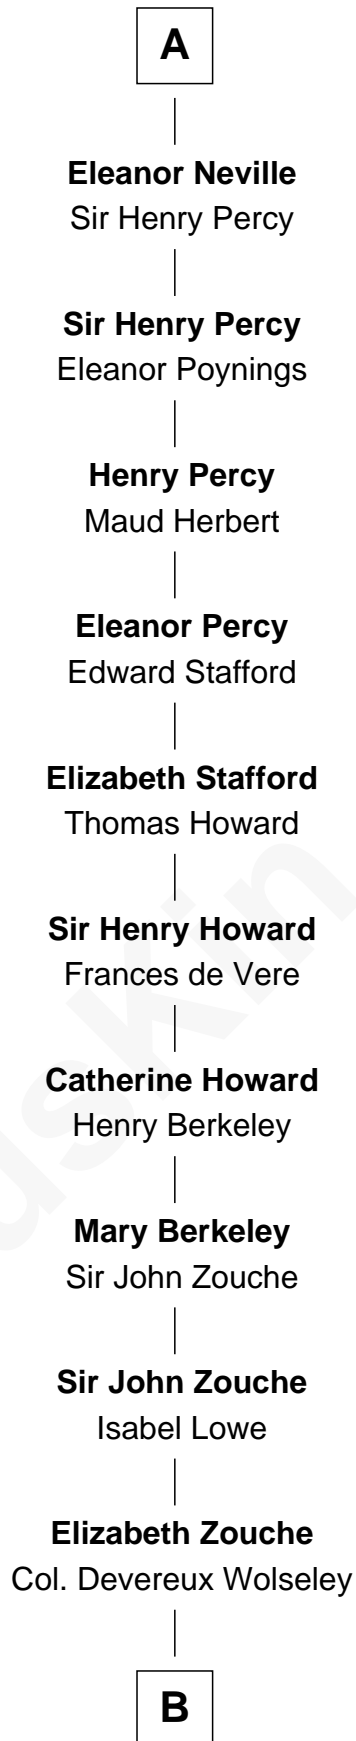 A
Eleanor Neville
Sir Henry Percy
Sir Henry Percy
Eleanor Poynings
Henry Percy
Maud Herbert
Eleanor Percy
Edward Stafford
Elizabeth Stafford
Thomas Howard
Sir Henry Howard
Frances de Vere
Catherine Howard
Henry Berkeley
Mary Berkeley
Sir John Zouche
Sir John Zouche
Isabel Lowe
Elizabeth Zouche
Col. Devereux Wolseley
B